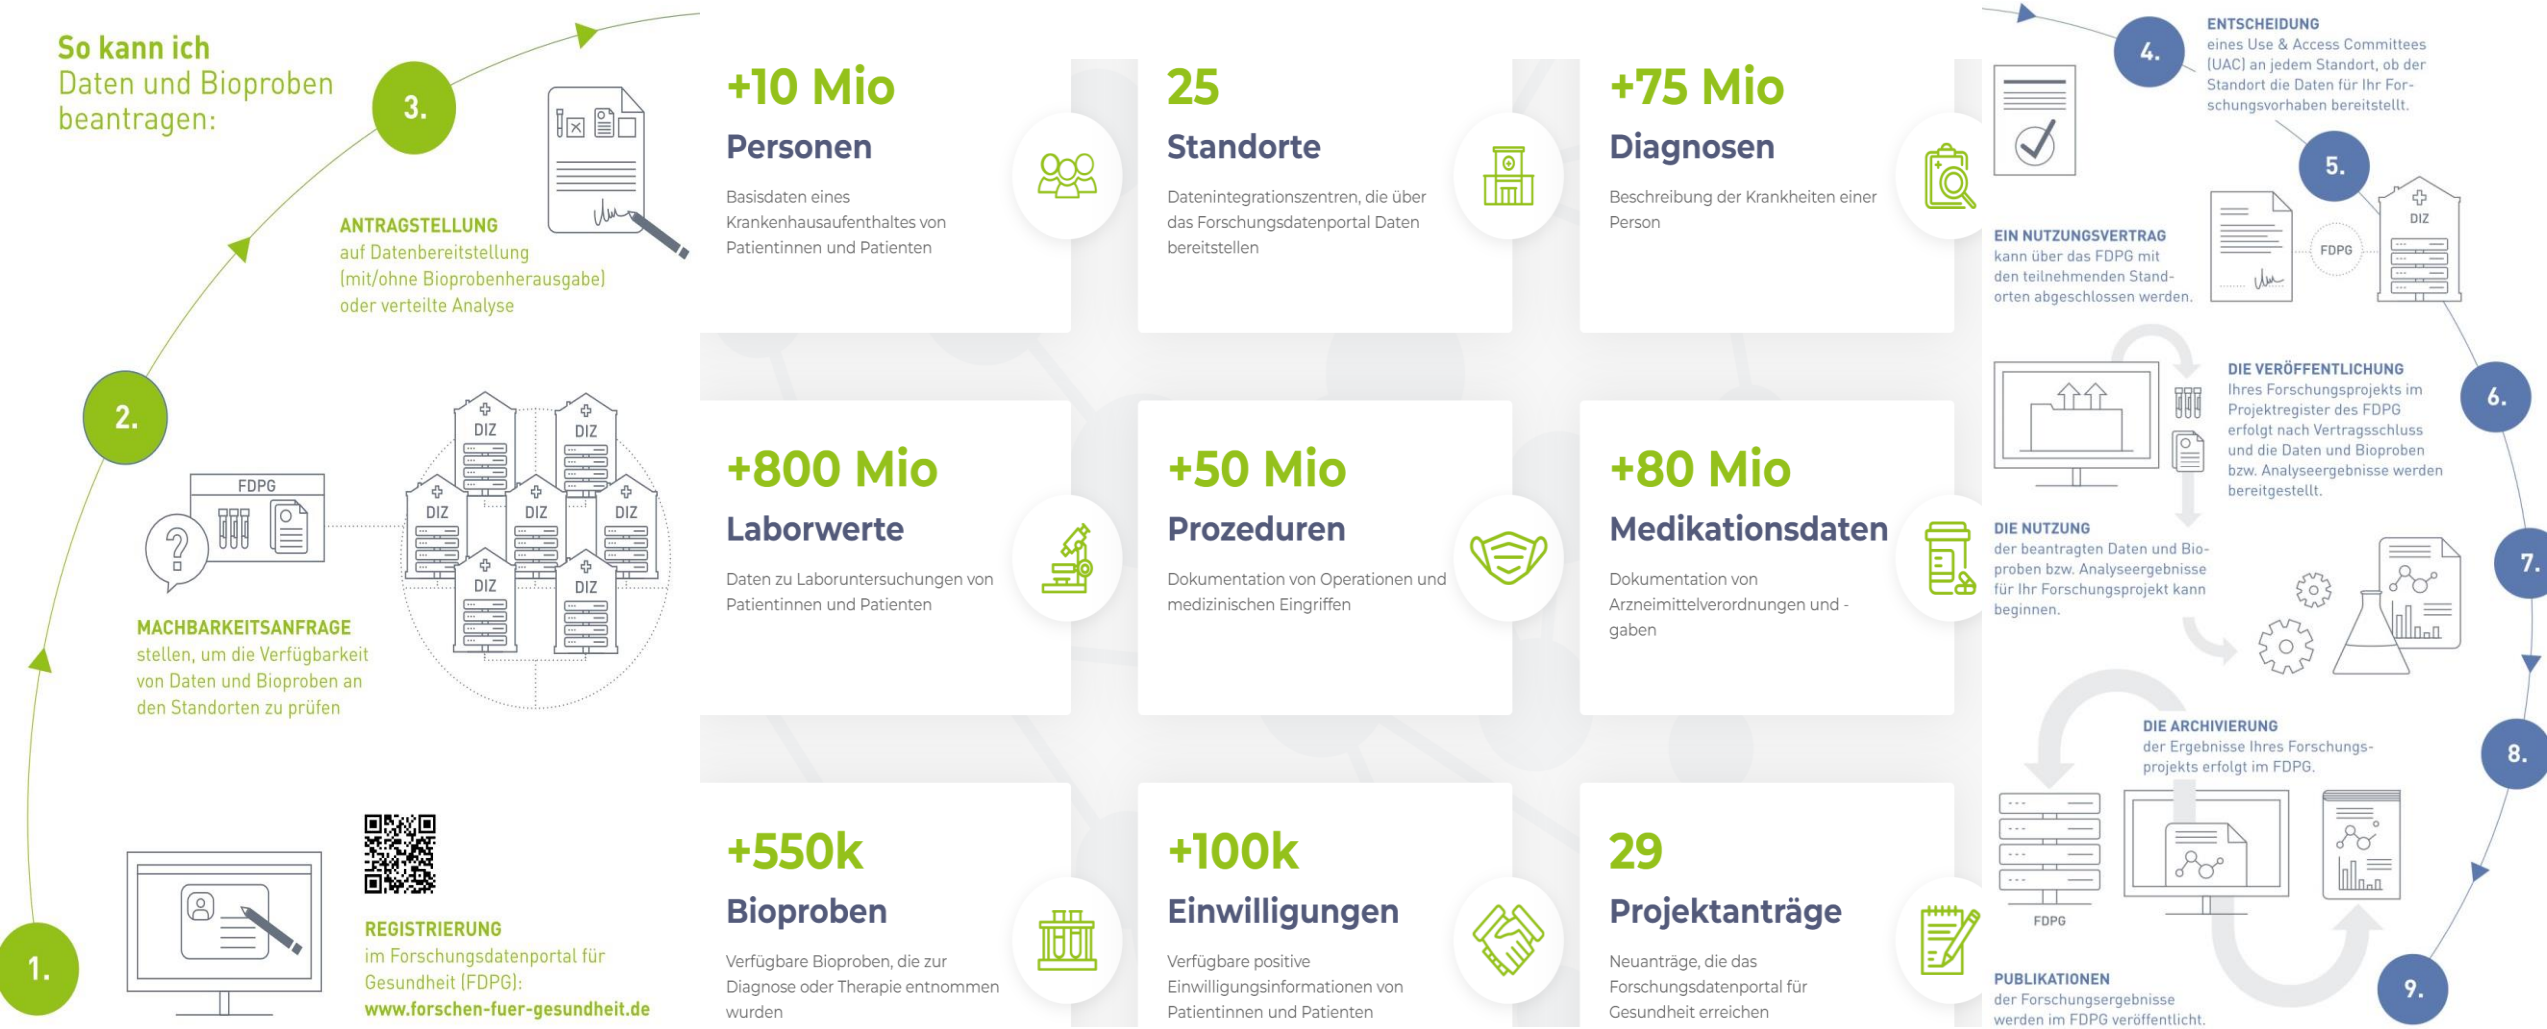 So kann ich
Daten und Bioproben
beantragen:
3.
ANTRAGSTELLUNG
auf Datenbereitstellung
(mit/ohne Bioprobenherausgabe)
oder verteilte Analyse
2.
FDPG
?
DIZ
DIZ
DIZ
DIZ
DIZ
DIZ
DIZ
MACHBARKEITSANFRAGE
stellen, um die Verfügbarkeit
von Daten und Bioproben an
den Standorten zu prüfen
1.
REGISTRIERUNG
im Forschungsdatenportal für
Gesundheit (FDPG):
www.forschen-fuer-gesundheit.de
+10 Mio
Personen
Basisdaten eines
Krankenhausaufenthaltes von
Patientinnen und Patienten
25
Standorte
Datenintegrationszentren, die über
das Forschungsdatenportal Daten
bereitstellen
+75 Mio
Diagnosen
Beschreibung der Krankheiten einer
Person
+800 Mio
Laborwerte
Daten zu Laboruntersuchungen von
Patientinnen und Patienten
+50 Mio
Prozeduren
Dokumentation von Operationen und
medizinischen Eingriffen
+80 Mio
Medikationsdaten
Dokumentation von
Arzneimittelverordnungen und -
gaben
+550k
Bioproben
Verfügbare Bioproben, die zur
Diagnose oder Therapie entnommen
wurden
+100k
Einwilligungen
Verfügbare positive
Einwilligungsinformationen von
Patientinnen und Patienten
29
Projektanträge
Neuanträge, die das
Forschungsdatenportal für
Gesundheit erreichen
4.
ENTSCHEIDUNG
eines Use & Access Committees
(UAC) an jedem Standort, ob der
Standort die Daten für Ihr For-
schungsvorhaben bereitstellt.
5.
EIN NUTZUNGSVERTRAG
kann über das FDPG mit
den teilnehmenden Stand-
orten abgeschlossen werden.
FDPG
DIZ
6.
DIE VERÖFFENTLICHUNG
Ihres Forschungsprojekts im
Projektregister des FDPG
erfolgt nach Vertragsschluss
und die Daten und Bioproben
bzw. Analyseergebnisse werden
bereitgestellt.
7.
DIE NUTZUNG
der beantragten Daten und Bio-
proben bzw. Analyseergebnisse
für Ihr Forschungsprojekt kann
beginnen.
8.
DIE ARCHIVIERUNG
der Ergebnisse Ihres Forschungs-
projekts erfolgt im FDPG.
FDPG
9.
PUBLIKATIONEN
der Forschungsergebnisse
werden im FDPG veröffentlicht.